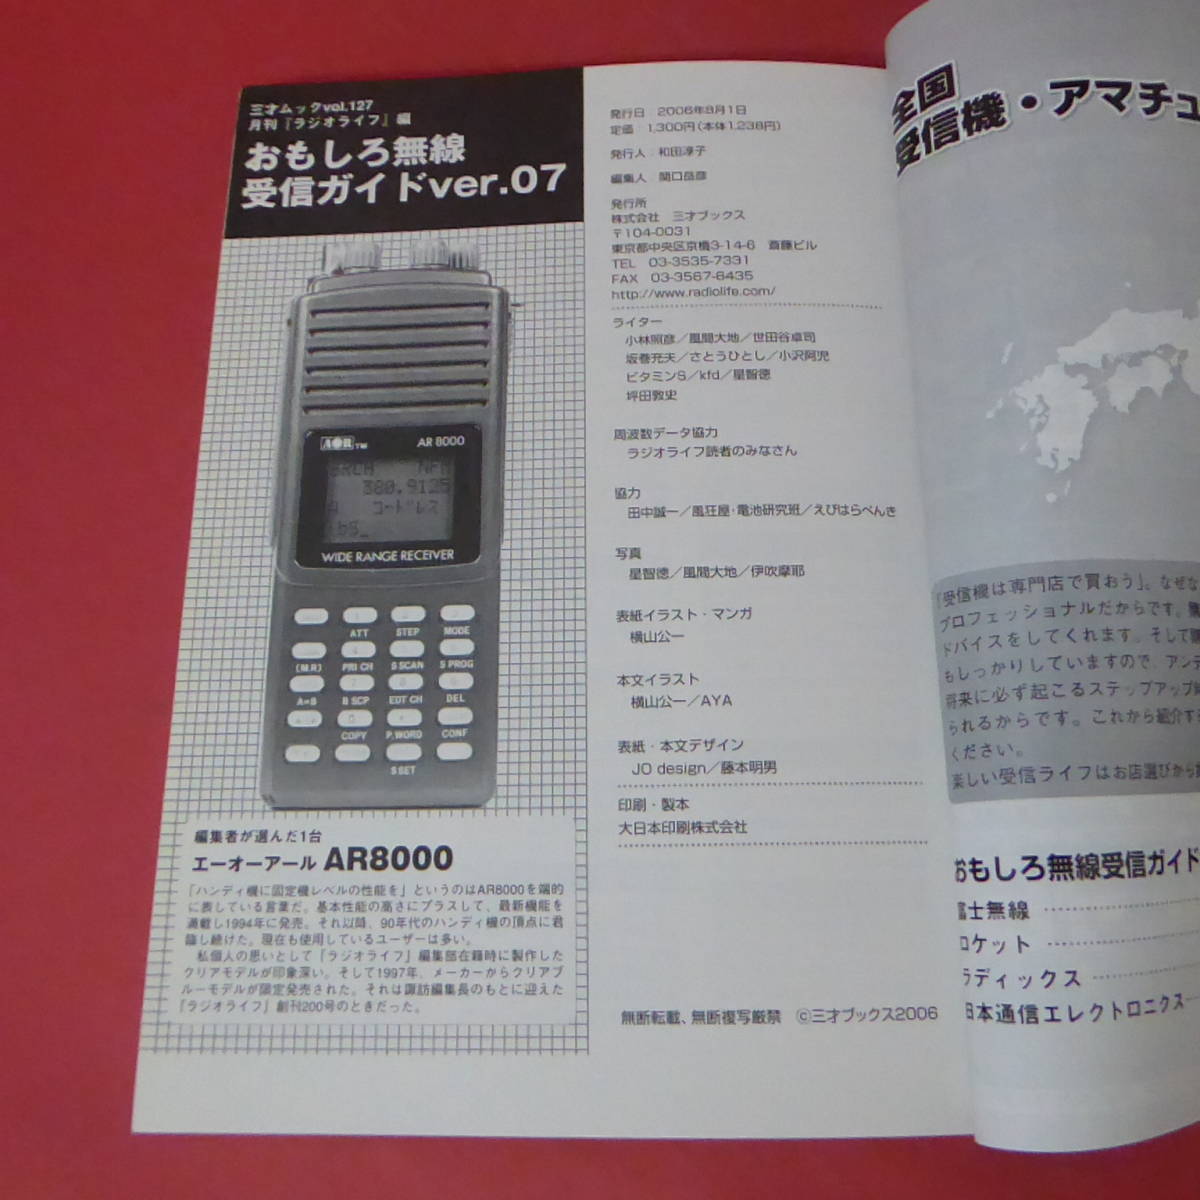 三才ムックvol.127
月刊『ラジオライフ』編
おもしろ無線
受信ガイドver.07
AOR TM
AR 8000
380.9125
コードレス
WIDE RANGE RECEIVER
ATT STEP MODE
(M.R) PRI CH S SCAN S PROG
A=B B SCP EDT CH DEL
COPY P.WORD CONF
S SET
編集者が選んだ1台
エーオーアール AR8000
「ハンディ機に固定機レベルの性能を」というのはAR8000を端的
に表している言葉だ。基本性能の高さにプラスして、最新機能を
満載し1994年に発売。それ以降、90年代のハンディ機の頂点に君
臨し続けた。現在も使用しているユーザーは多い。
私個人の思いとして『ラジオライフ』編集部在籍時に製作した
クリアモデルが印象深い。そして1997年、メーカーからクリアブ
ルーモデルが限定発売された。それは諏訪編集長のもとに迎えた
『ラジオライフ』創刊200号のときだった。
発行日 2006年8月1日
定価 1,300円(本体1,238円)
発行人 和田淳子
編集人 関口岳彦
発行所
株式会社 三才ブックス
〒104-0031
東京都中央区京橋3-14-6 斎藤ビル
TEL 03-3535-7331
FAX 03-3567-6435
http://www.radiolife.com/
ライター
小林照彦／風間大地／世田谷卓司
坂巻充夫／さとうひとし／小沢阿児
ビタミンS／kfd／星智徳
坪田敦史
周波数データ協力
ラジオライフ読者のみなさん
協力
田中誠一／風狂屋・電池研究班／えびはらべんき
写真
星智徳／風間大地／伊吹摩耶
表紙イラスト・マンガ
横山公一
本文イラスト
横山公一／AYA
表紙・本文デザイン
JO design／藤本明男
印刷・製本
大日本印刷株式会社
無断転載、無断複写厳禁 ©三才ブックス2006
全国
受信機・アマチュ
「受信機は専門店で買おう」。なぜな
プロフェッショナルだからです。
ドバイスをしてくれます。そして
もしっかりしていますので、アンテ
将来に必ず起こるステップアップ
られるからです。これから紹介す
ください。
楽しい受信ライフはお店選びから
おもしろ無線受信ガイド
富士無線
ロケット
ラディックス
日本通信エレクトロニクス